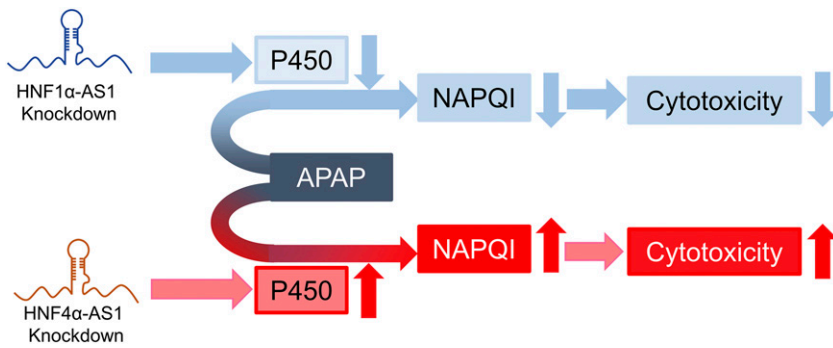 P450
HNF1α-AS1
Knockdown
NAPQI
Cytotoxicity
APAP
NAPQI
Cytotoxicity
P450
HNF4α-AS1
Knockdown